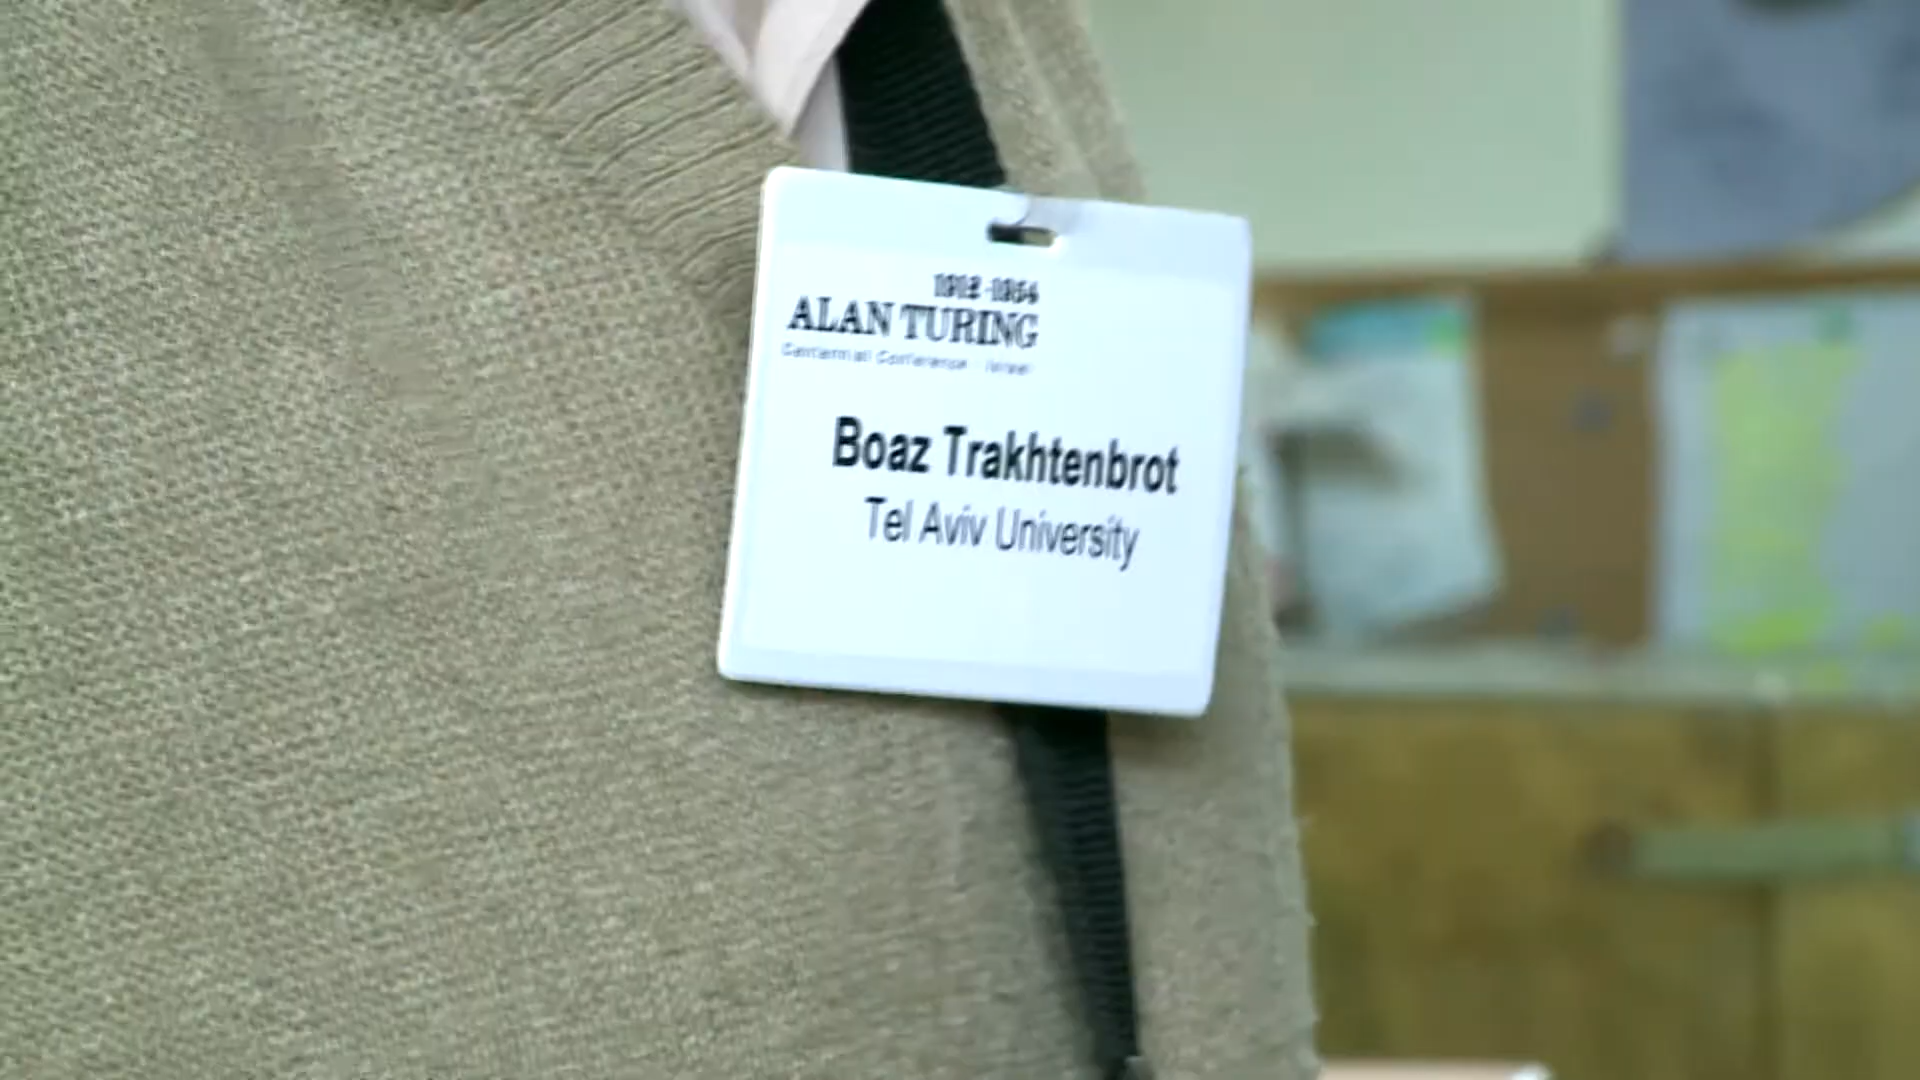 1912-1954
ALAN TURING
Centennial Conference - Israel
Boaz Trakhtenbrot
Tel Aviv University